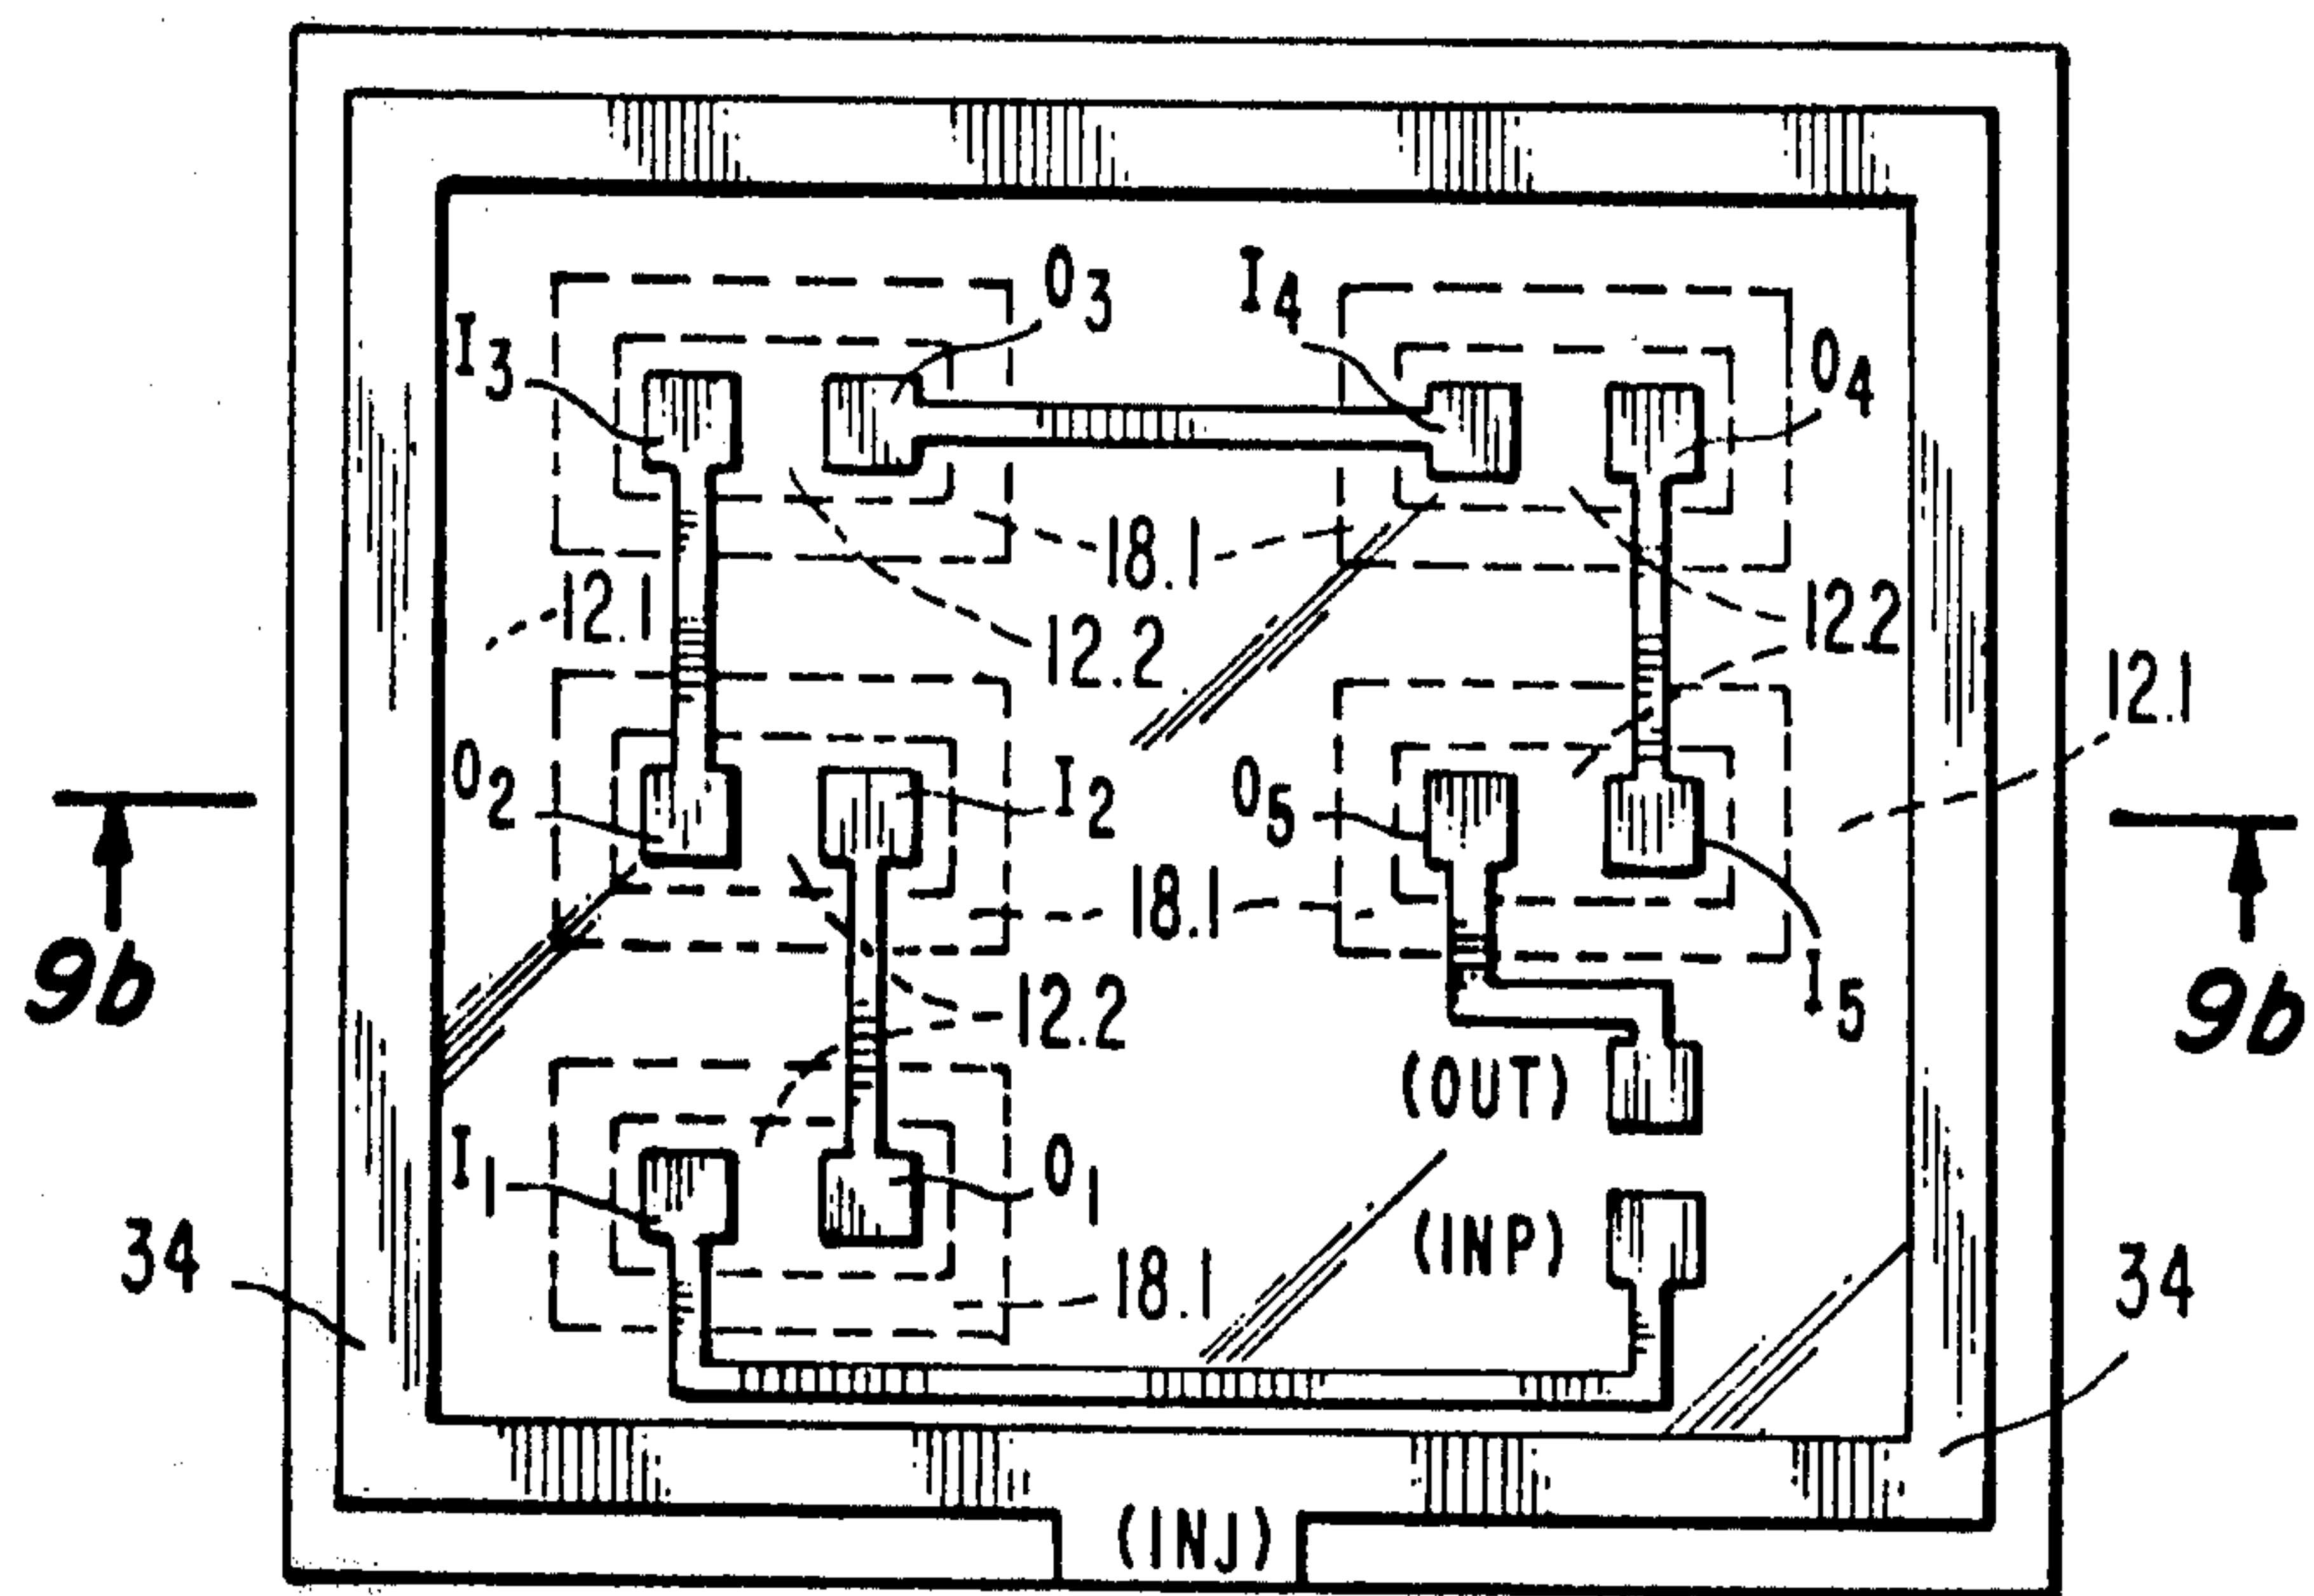 O3
I4
I3
O4
18.1
12.1
12.2
12.2
12.1
O2
I2
O5
18.1
9b
I5
9b
12.2
(OUT)
I1
O1
34
(INP)
18.1
34
(INJ)